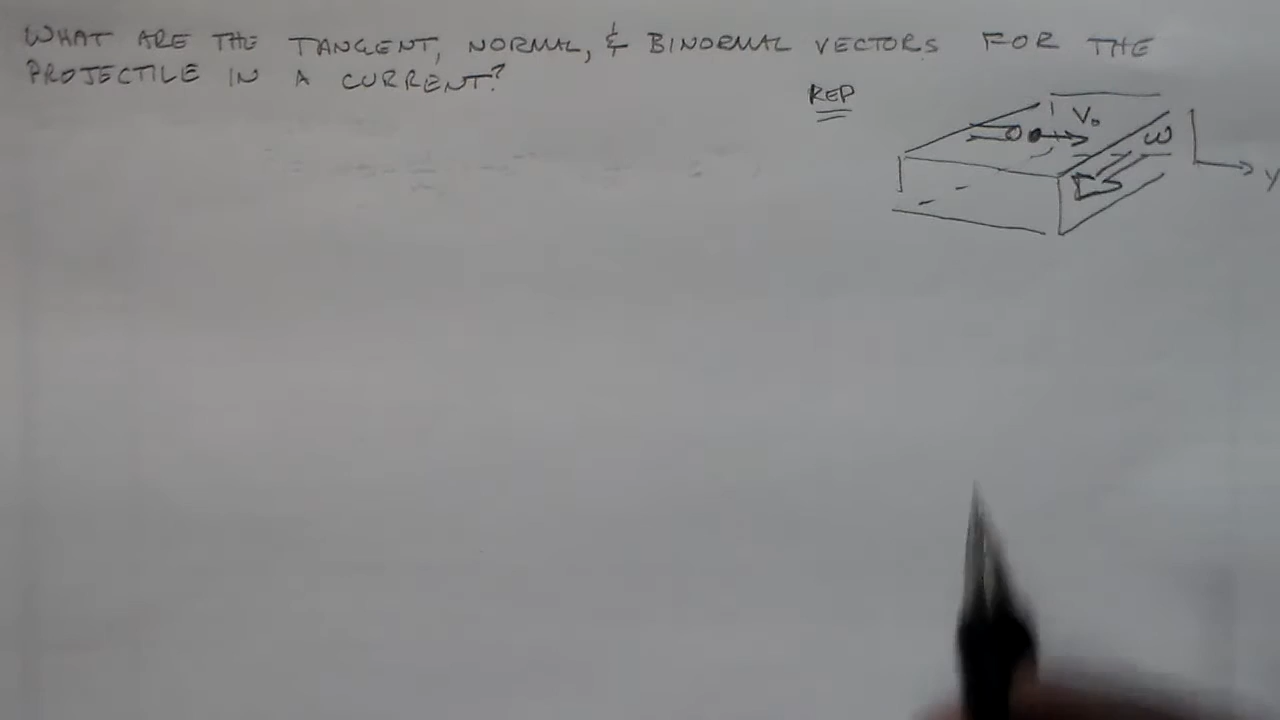 WHAT ARE THE TANGENT, NORMAL, & BINORMAL VECTORS FOR THE
PROJECTILE IN A CURRENT?
REP
V₀
ω
y